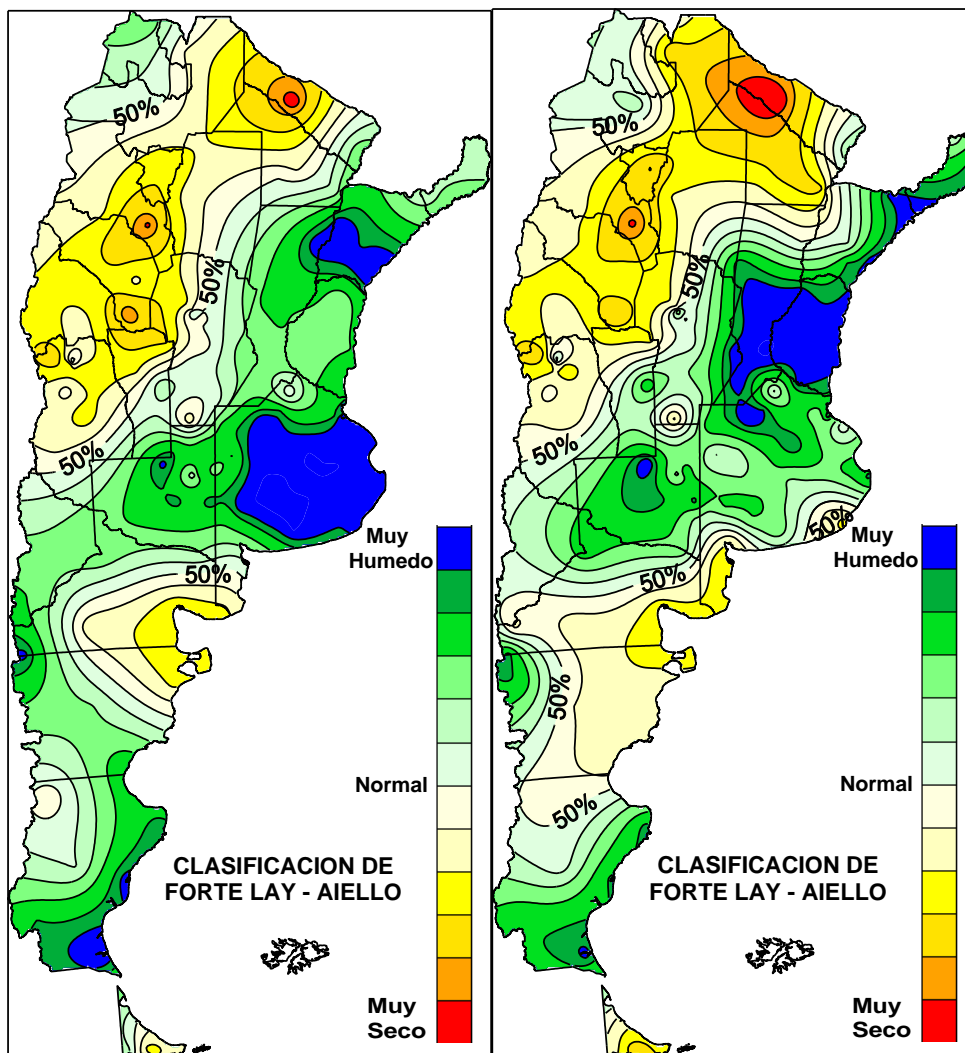 50%
50%
50%
50%
Muy
Humedo
Normal
CLASIFICACION DE
FORTE LAY - AIELLO
Muy
Seco
50%
50%
50%
50%
50%
50%
50%
Muy
Humedo
Normal
CLASIFICACION DE
FORTE LAY - AIELLO
Muy
Seco